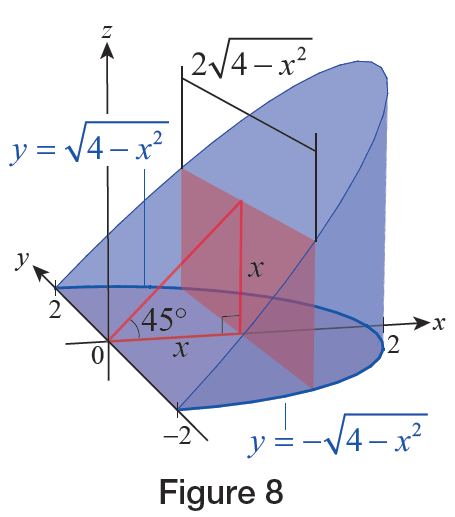 z
2√4 − x²
y = √4 − x²
y
x
2
45°
x
0
x
2
−2
y = −√4 − x²
Figure 8